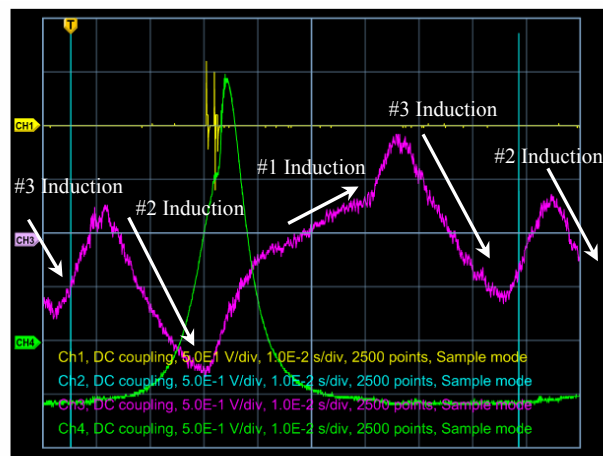 T
CH1
#3 Induction
#1 Induction
#2 Induction
#3 Induction
#2 Induction
CH3
CH4
Ch1, DC coupling, 5.0E1 V/div, 1.0E-2 s/div, 2500 points, Sample mode
Ch2, DC coupling, 5.0E-1 V/div, 1.0E-2 s/div, 2500 points, Sample mode
Ch3, DC coupling, 5.0E-1 V/div, 1.0E-2 s/div, 2500 points, Sample mode
Ch4, DC coupling, 5.0E-1 V/div, 1.0E-2 s/div, 2500 points, Sample mode